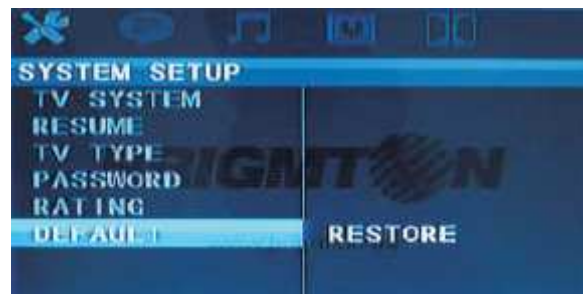 SYSTEM SETUP
TV SYSTEM
RESUME
TV TYPE
PASSWORD
RATING
DEFAULT RESTORE